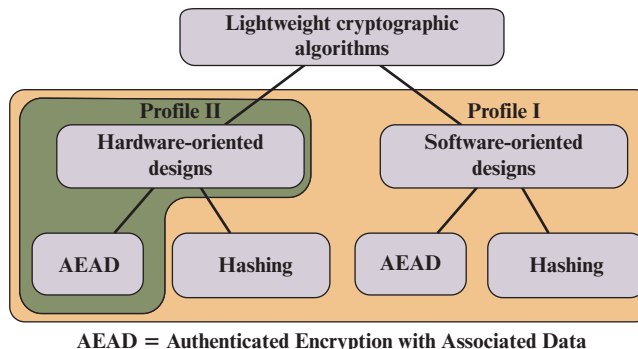 Lightweight cryptographic
algorithms
Profile II
Profile I
Hardware-oriented
designs
Software-oriented
designs
AEAD
Hashing
AEAD
Hashing
AEAD = Authenticated Encryption with Associated Data